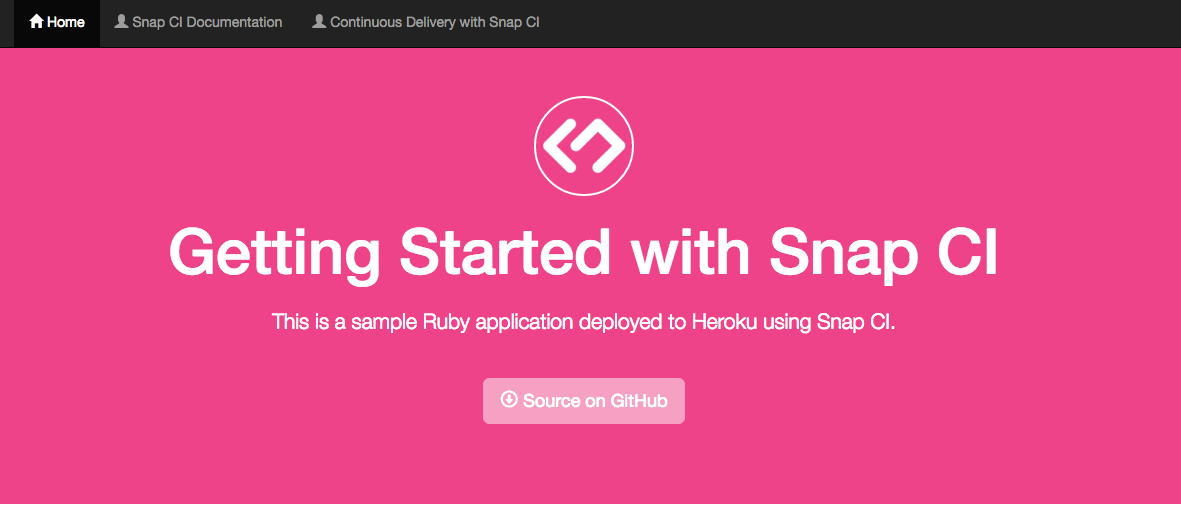 Home Snap CI Documentation Continuous Delivery with Snap CI
Getting Started with Snap CI
This is a sample Ruby application deployed to Heroku using Snap CI.
Source on GitHub